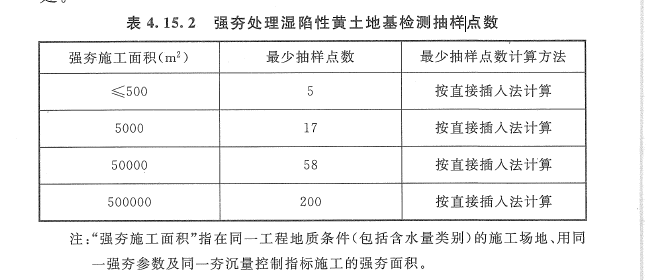 表 4.15.2 强夯处理湿陷性黄土地基检测抽样点数
强夯施工面积(m²) 最少抽样点数 最少抽样点数计算方法
≤500 5 按直接插入法计算
5000 17 按直接插入法计算
50000 58 按直接插入法计算
500000 200 按直接插入法计算
注:“强夯施工面积”指在同一工程地质条件(包括含水量类别)的施工场地、用同
一强夯参数及同一夯沉量控制指标施工的强夯面积。